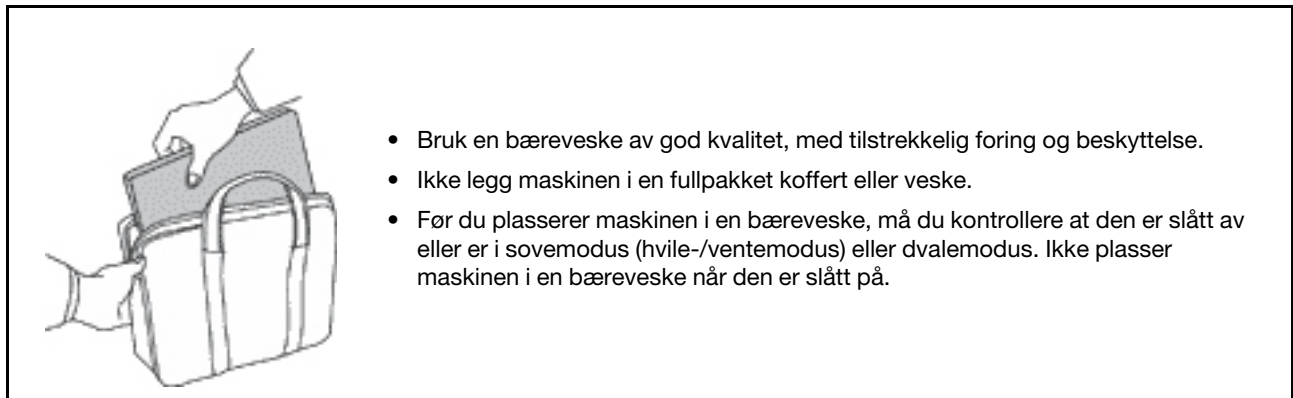 • Bruk en bæreveske av god kvalitet, med tilstrekkelig foring og beskyttelse.
• Ikke legg maskinen i en fullpakket koffert eller veske.
• Før du plasserer maskinen i en bæreveske, må du kontrollere at den er slått av
eller er i sovemodus (hvile-/ventemodus) eller dvalemodus. Ikke plasser
maskinen i en bæreveske når den er slått på.